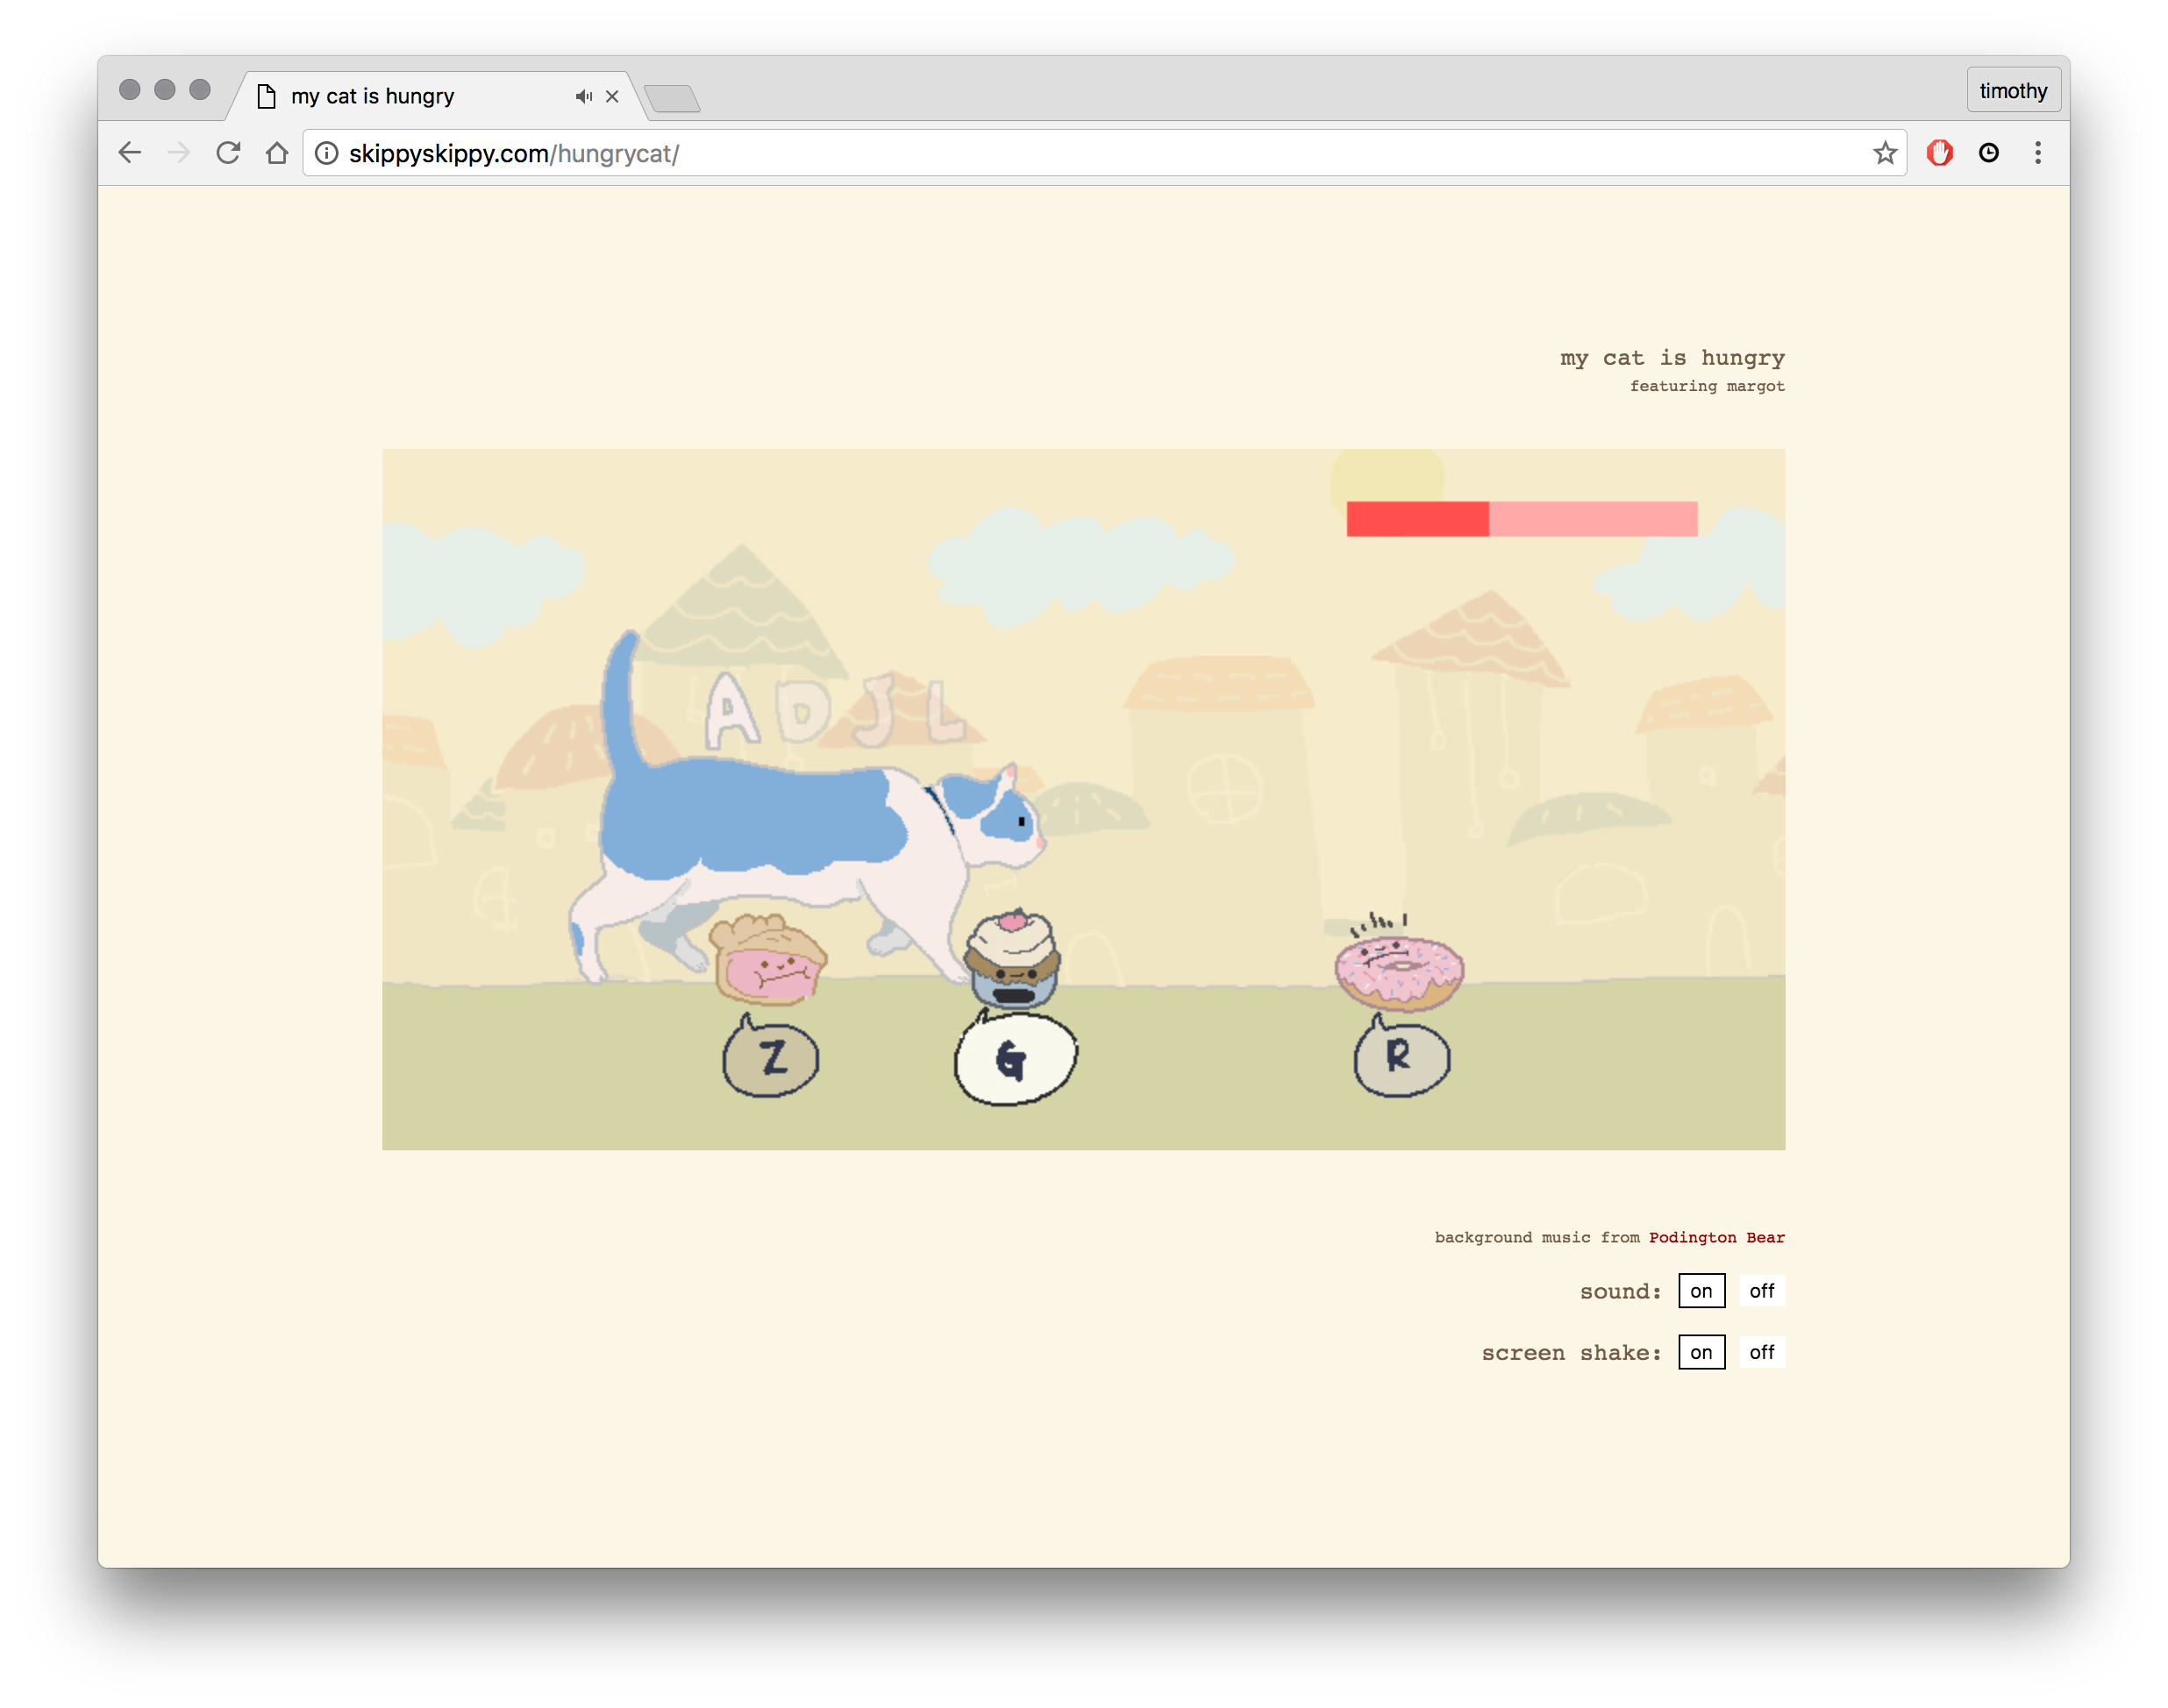 my cat is hungry
timothy
skippyskippy.com/hungrycat/
my cat is hungry
featuring margot
A D J L
Z G R
background music from Podington Bear
sound: on off
screen shake: on off